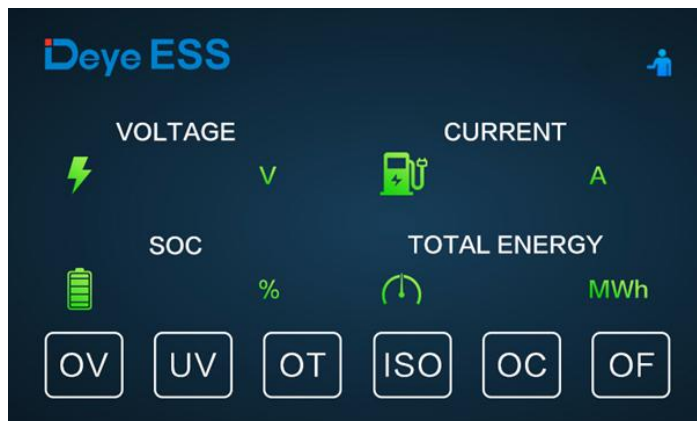 Deye ESS
VOLTAGE CURRENT
V A
SOC TOTAL ENERGY
% MWh
OV UV OT ISO OC OF